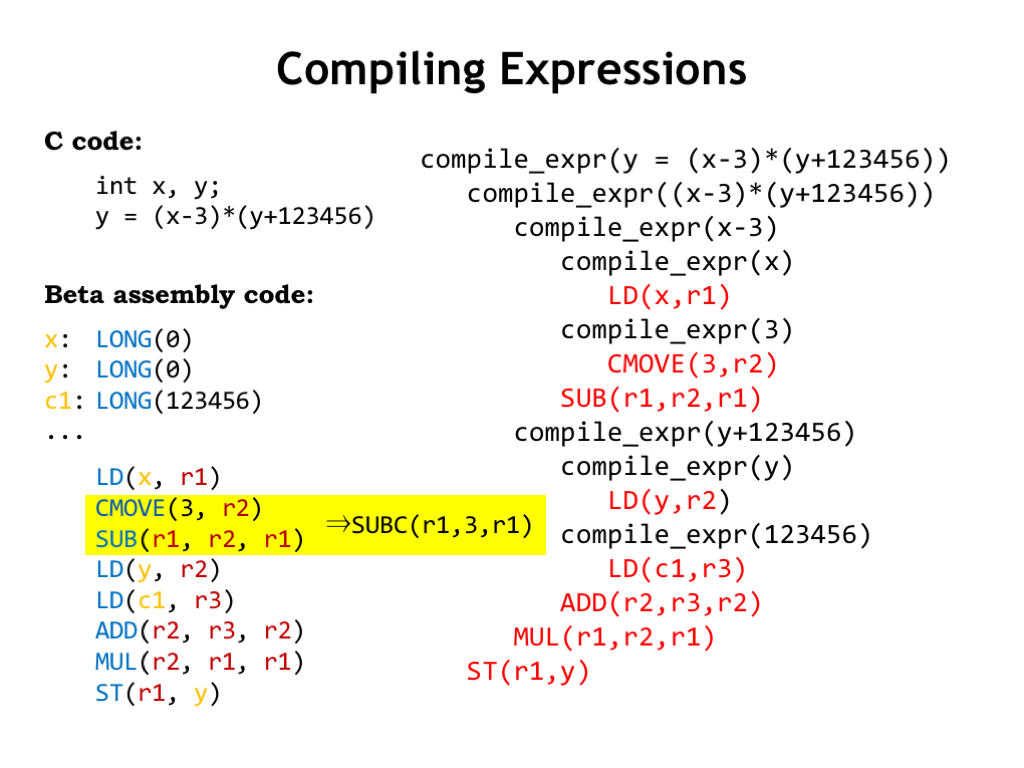 Compiling Expressions
C code:
int x, y;
y = (x-3)*(y+123456)
Beta assembly code:
x: LONG(0)
y: LONG(0)
c1: LONG(123456)
...
LD(x, r1)
CMOVE(3, r2)
SUB(r1, r2, r1)
⇒SUBC(r1,3,r1)
LD(y, r2)
LD(c1, r3)
ADD(r2, r3, r2)
MUL(r2, r1, r1)
ST(r1, y)
compile_expr(y = (x-3)*(y+123456))
compile_expr((x-3)*(y+123456))
compile_expr(x-3)
compile_expr(x)
LD(x,r1)
compile_expr(3)
CMOVE(3,r2)
SUB(r1,r2,r1)
compile_expr(y+123456)
compile_expr(y)
LD(y,r2)
compile_expr(123456)
LD(c1,r3)
ADD(r2,r3,r2)
MUL(r1,r2,r1)
ST(r1,y)